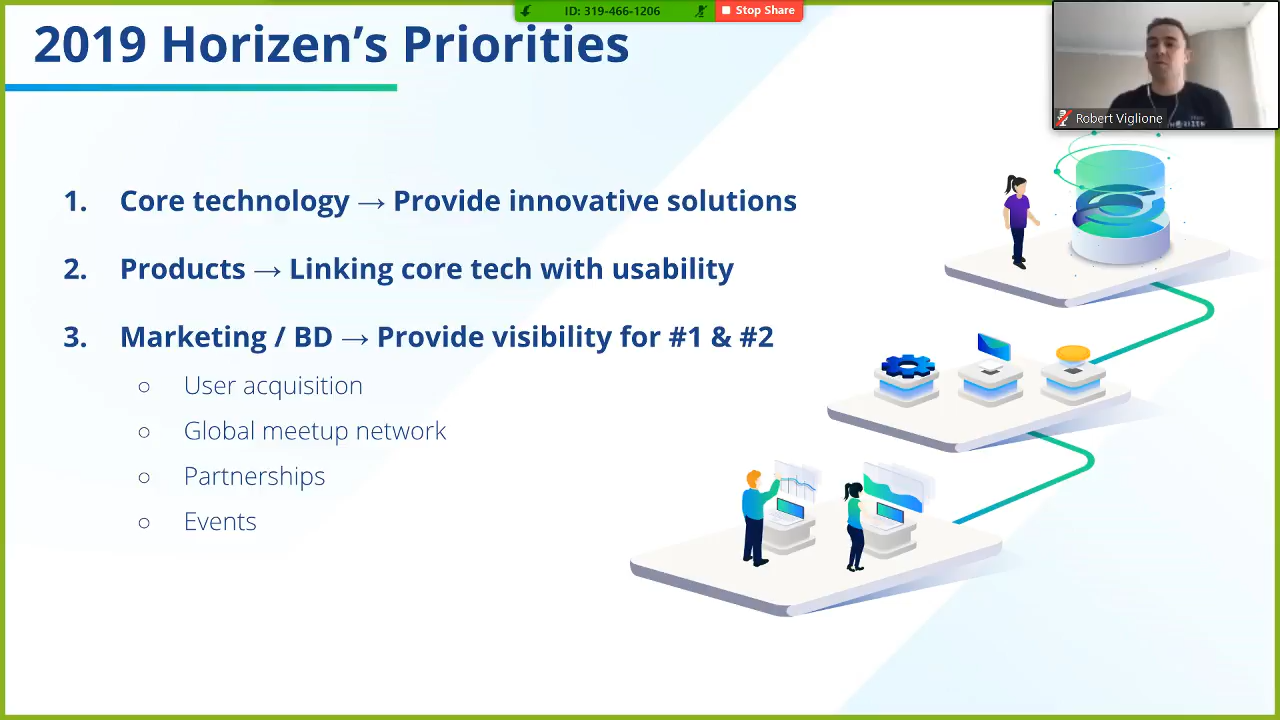 ID: 319-466-1206
Stop Share
2019 Horizen's Priorities
Robert Viglione
HORIZEN
1. Core technology → Provide innovative solutions
2. Products → Linking core tech with usability
3. Marketing / BD → Provide visibility for #1 & #2
○ User acquisition
○ Global meetup network
○ Partnerships
○ Events